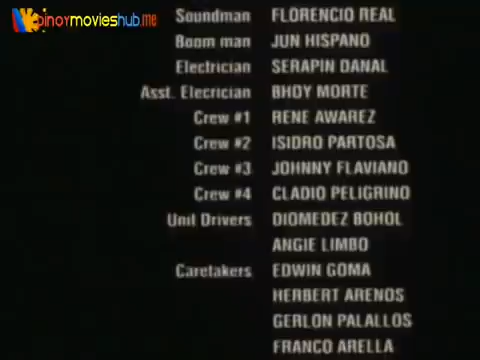 pinoymovieshub.me
Soundman FLORENCIO REAL
Boom man JUN HISPANO
Electrician SERAPIN DANAL
Asst. Elecrician BHOY MORTE
Crew #1 RENE AWAREZ
Crew #2 ISIDRO PARTOSA
Crew #3 JOHNNY FLAVIANO
Crew #4 CLADIO PELIGRINO
Unit Drivers DIOMEDEZ BOHOL
ANGIE LIMBO
Caretakers EDWIN GOMA
HERBERT ARENOS
GERLON PALALLOS
FRANCO ARELLA